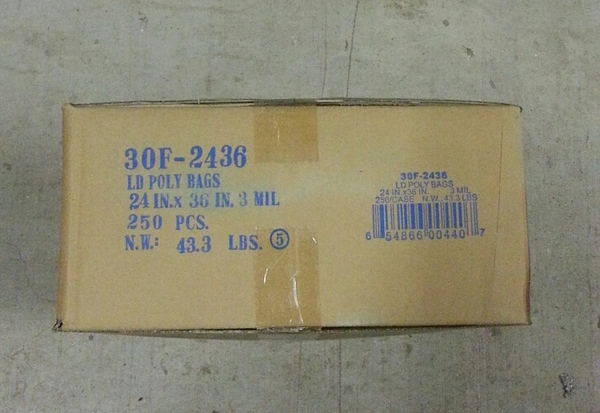 30F-2436
LD POLY BAGS
24 IN.x 36 IN. 3 MIL
250 PCS.
N.W.: 43.3 LBS. 5
30F-2436
LD POLY BAGS
24 IN.x36 IN. 3 MIL
250/CASE N.W.:43.3 LBS
6 54866 00440 7